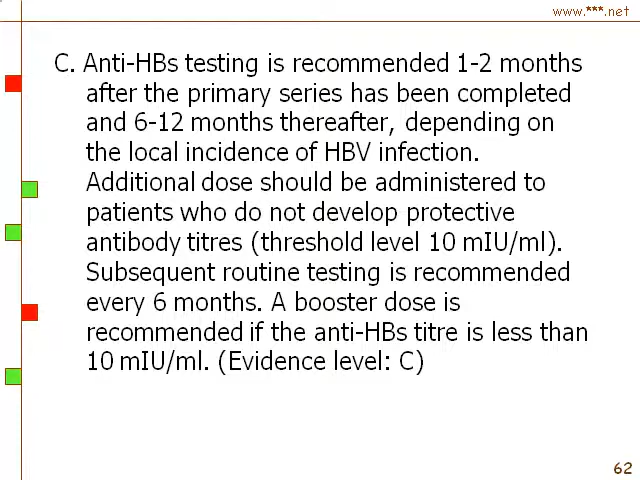 www.***.net
C. Anti-HBs testing is recommended 1-2 months
after the primary series has been completed
and 6-12 months thereafter, depending on
the local incidence of HBV infection.
Additional dose should be administered to
patients who do not develop protective
antibody titres (threshold level 10 mIU/ml).
Subsequent routine testing is recommended
every 6 months. A booster dose is
recommended if the anti-HBs titre is less than
10 mIU/ml. (Evidence level: C)
62